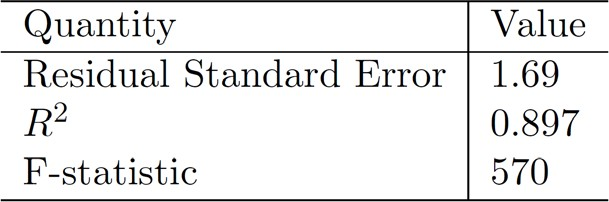 Quantity Value
Residual Standard Error 1.69
R² 0.897
F-statistic 570